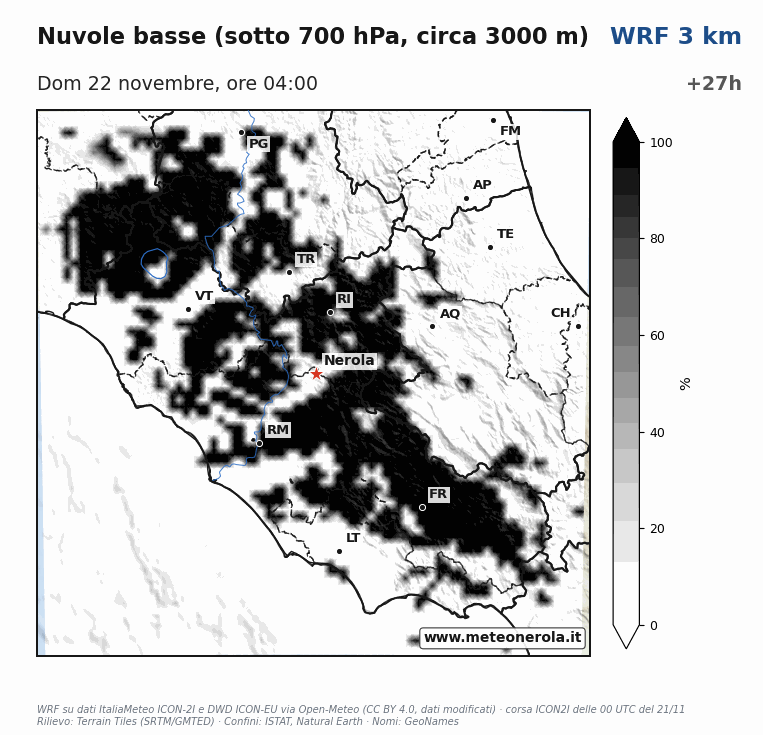 Nuvole basse (sotto 700 hPa, circa 3000 m) WRF 3 km
Dom 22 novembre, ore 04:00 +27h
FM
PG
AP
TE
TR
RI
VT
AQ
CH.
Nerola
RM
FR
LT
www.meteonerola.it
100
80
60
40
20
0
%
WRF su dati ItaliaMeteo ICON-2I e DWD ICON-EU via Open-Meteo (CC BY 4.0, dati modificati) · corsa ICON2I delle 00 UTC del 21/11
Rilievo: Terrain Tiles (SRTM/GMTED) · Confini: ISTAT, Natural Earth · Nomi: GeoNames